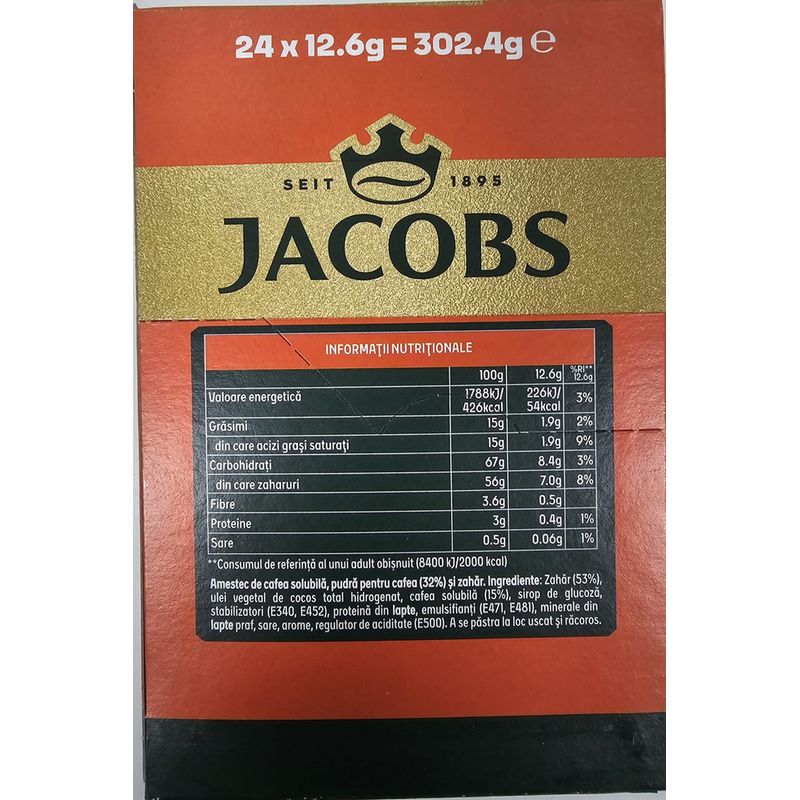 24 x 12.6g = 302.4g ℮
SEIT 1895
JACOBS
INFORMAŢII NUTRIŢIONALE
100g 12.6g %RI** 12.6g
Valoare energetică 1788kJ/ 426kcal 226kJ/ 54kcal 3%
Grăsimi 15g 1.9g 2%
din care acizi grași saturați 15g 1.9g 9%
Carbohidrați 67g 8.4g 3%
din care zaharuri 56g 7.0g 8%
Fibre 3.6g 0.5g
Proteine 3g 0.4g 1%
Sare 0.5g 0.06g 1%
**Consumul de referință al unui adult obișnuit (8400 kJ/2000 kcal)
Amestec de cafea solubilă, pudră pentru cafea (32%) și zahăr. Ingrediente: Zahăr (53%),
ulei vegetal de cocos total hidrogenat, cafea solubilă (15%), sirop de glucoză,
stabilizatori (E340, E452), proteină din lapte, emulsifianți (E471, E481), minerale din
lapte praf, sare, arome, regulator de aciditate (E500). A se păstra la loc uscat și răcoros.